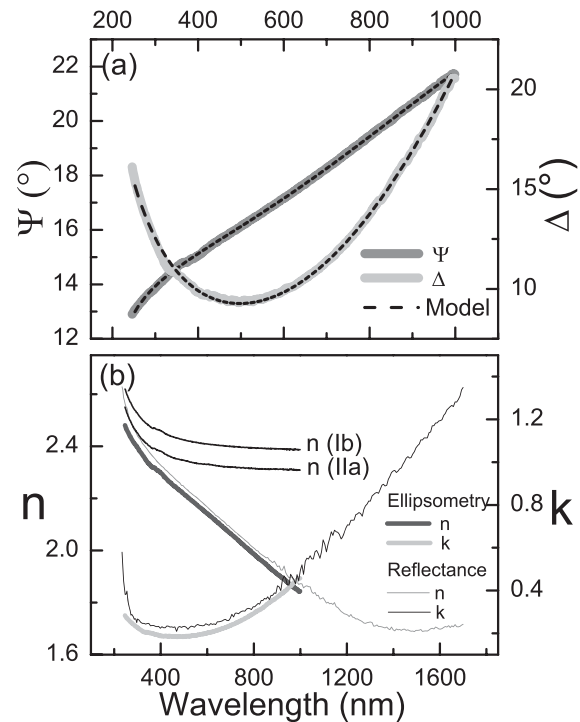 200 400 600 800 1000
(a)
22
20
18
16
14
12
Ψ (°)
20
15
10
Δ (°)
Ψ
Δ
Model
(b)
2.4
2.0
1.6
n
1.2
0.8
0.4
k
n (Ib)
n (IIa)
Ellipsometry
n
k
Reflectance
n
k
400 800 1200 1600
Wavelength (nm)